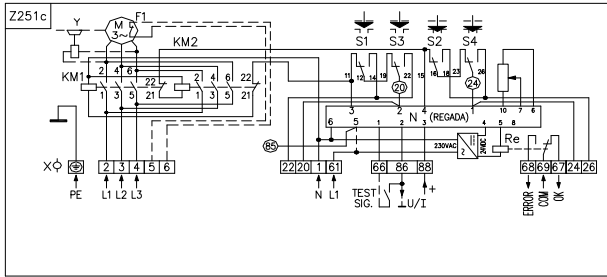 Z251c
Y
M
3~
F1
KM2
KM1
2 4 6
22
2 4 6
22
1 3 5
21
1 3 5
21
S1 S3 S2 S4
11 12 14 19
20
22
15 16 18 23
24
26
3 2 4 1 10 7 6
N (REGADA)
6 5 1 2 3 4 5 8
85
230VAC
24DC
Re
X
PE
2 3 4 5 6
L1 L2 L3
22 20 1 61
N L1
66 86 88
TEST
SIG.
U/I
+
68 69 67 24 26
ERROR
COM
OK